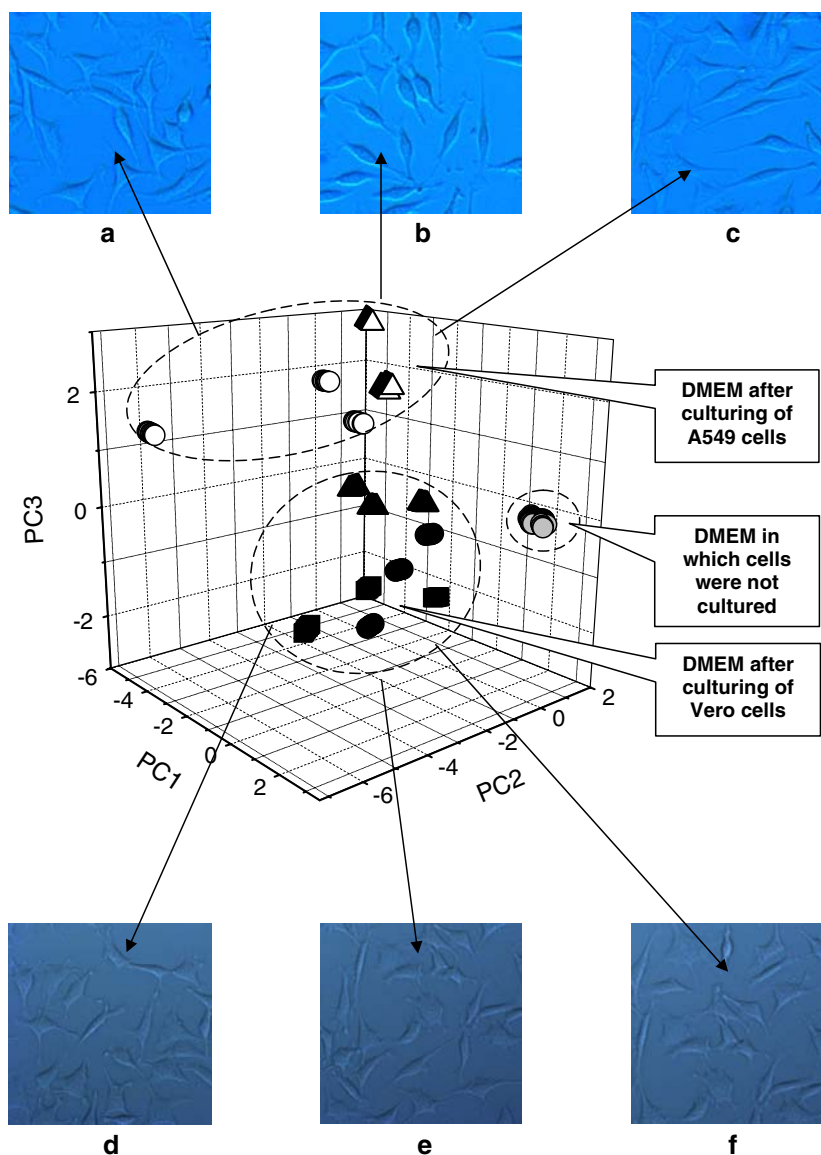 a
b
c
2
0
-2
PC3
-6
-4
-2
0
2
PC1
-6
-4
-2
0
2
PC2
DMEM after
culturing of
A549 cells
DMEM in
which cells
were not
cultured
DMEM after
culturing of
Vero cells
d
e
f